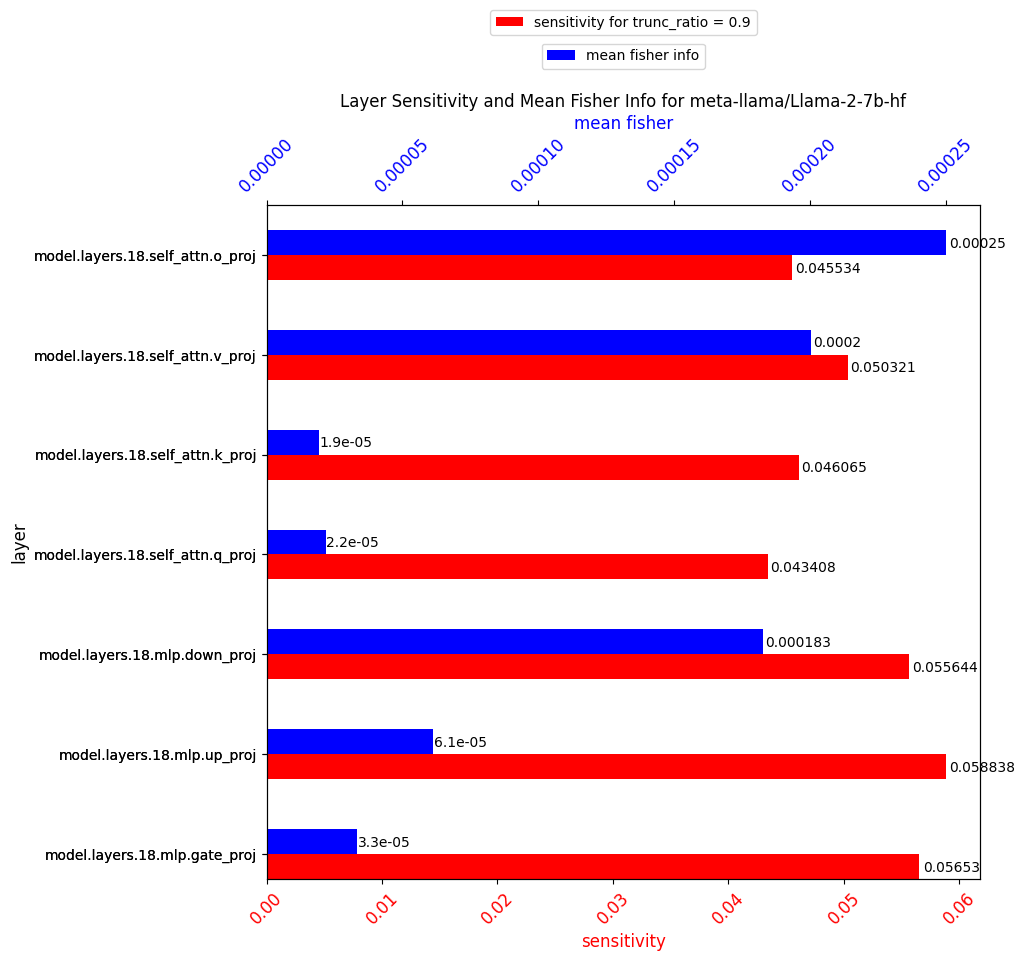 sensitivity for trunc_ratio = 0.9
mean fisher info
Layer Sensitivity and Mean Fisher Info for meta-llama/Llama-2-7b-hf
mean fisher
0.00000
0.00005
0.00010
0.00015
0.00020
0.00025
layer
model.layers.18.self_attn.o_proj
0.00025
0.045534
model.layers.18.self_attn.v_proj
0.0002
0.050321
model.layers.18.self_attn.k_proj
1.9e-05
0.046065
model.layers.18.self_attn.q_proj
2.2e-05
0.043408
model.layers.18.mlp.down_proj
0.000183
0.055644
model.layers.18.mlp.up_proj
6.1e-05
0.058838
model.layers.18.mlp.gate_proj
3.3e-05
0.05653
0.00
0.01
0.02
0.03
0.04
0.05
0.06
sensitivity